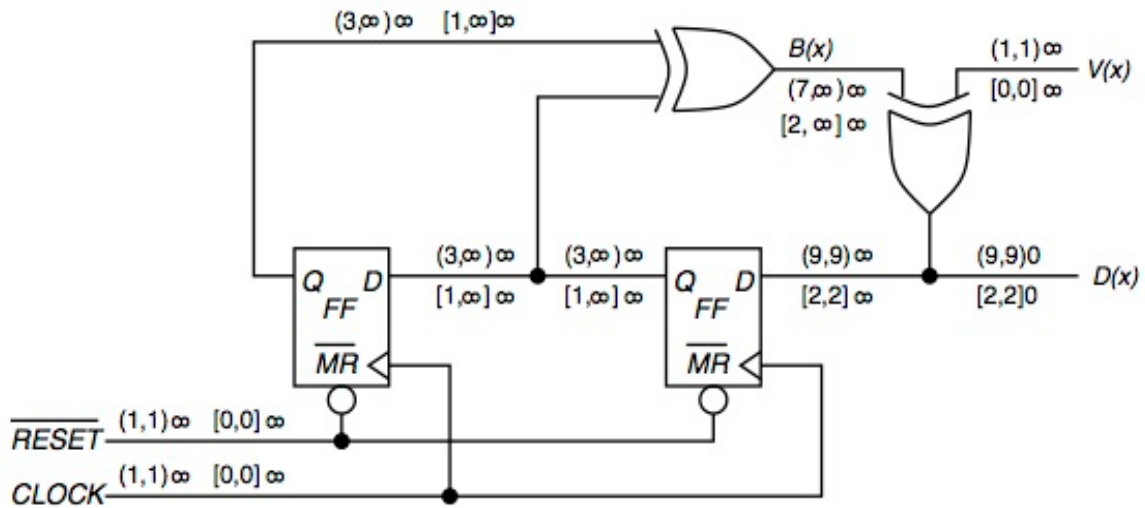 (3,∞)∞ [1,∞]∞
B(x)
(1,1)∞
V(x)
(7,∞)∞
[0,0]∞
[2, ∞]∞
(3,∞)∞
(3,∞)∞
(9,9)∞
(9,9)0
Q D
Q D
D(x)
FF
[1,∞]∞
[1,∞]∞
FF
[2,2]∞
[2,2]0
MR
MR
RESET (1,1)∞ [0,0]∞
CLOCK (1,1)∞ [0,0]∞